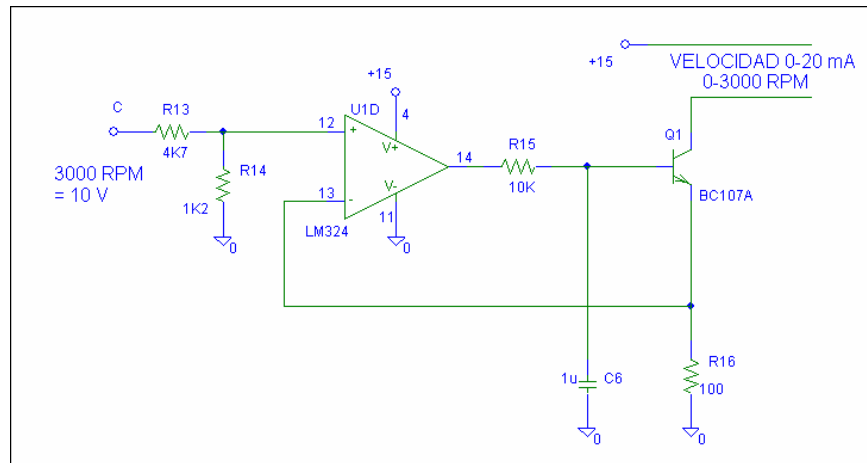 +15
VELOCIDAD 0-20 mA
0-3000 RPM
+15
C
R13
4K7
12
U1D
4
+
V+
14
R15
10K
Q1
BC107A
3000 RPM
= 10 V
R14
1K2
13
-
V-
11
LM324
0
0
1u
C6
0
R16
100
0